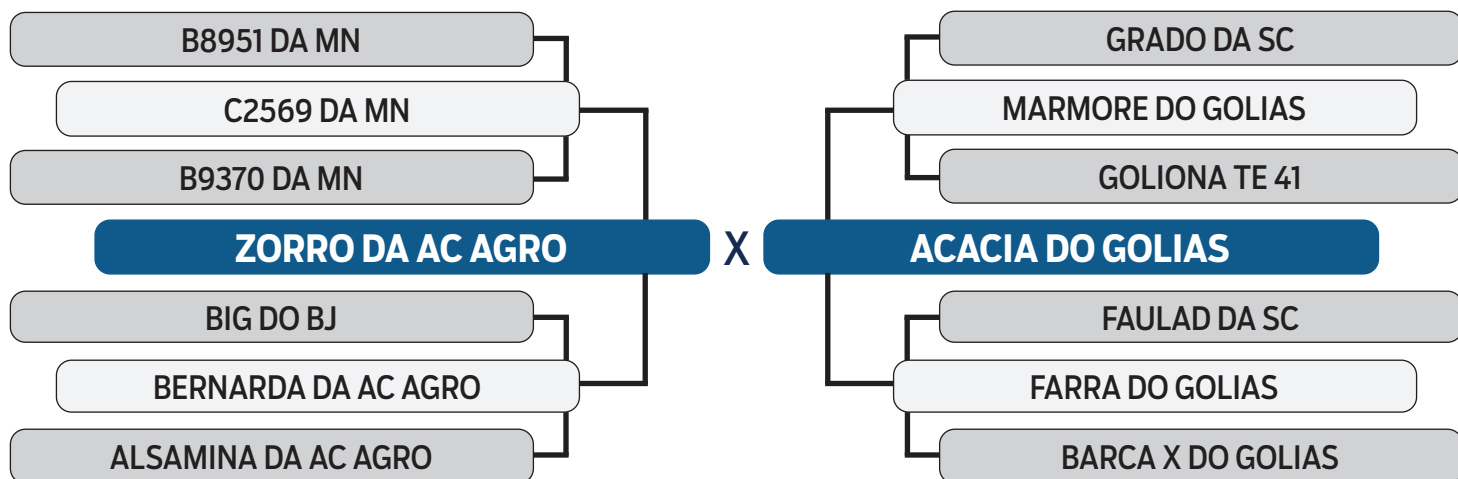 B8951 DA MN
GRADO DA SC
C2569 DA MN
MARMORE DO GOLIAS
B9370 DA MN
GOLIONA TE 41
ZORRO DA AC AGRO X ACACIA DO GOLIAS
BIG DO BJ
FAULAD DA SC
BERNARDA DA AC AGRO
FARRA DO GOLIAS
ALSAMINA DA AC AGRO
BARCA X DO GOLIAS